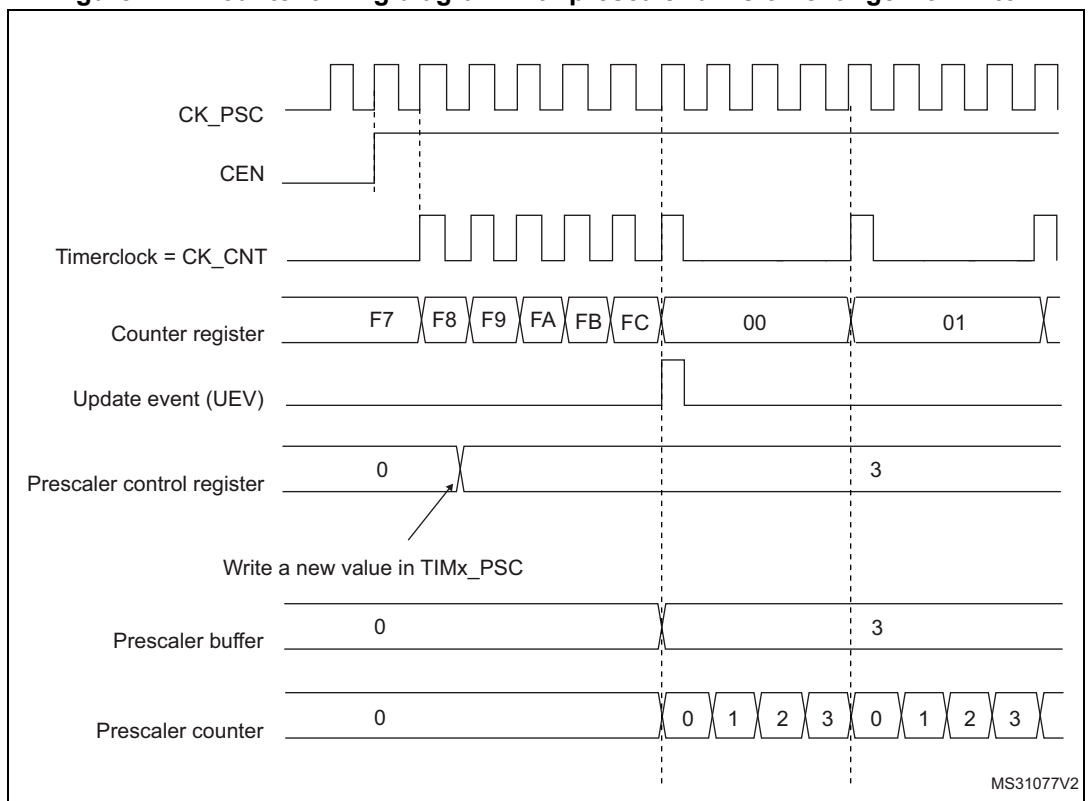 CK_PSC
CEN
Timerclock = CK_CNT
Counter register F7 F8 F9 FA FB FC 00 01
Update event (UEV)
Prescaler control register 0 3
Write a new value in TIMx_PSC
Prescaler buffer 0 3
Prescaler counter 0 0 1 2 3 0 1 2 3
MS31077V2